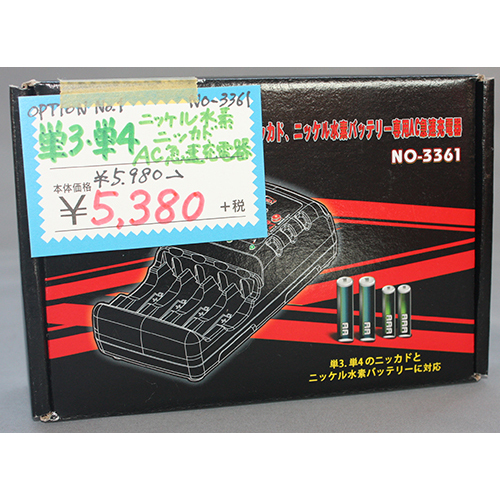 OPTION No.1 NO-3361
単3・単4
ニッケル水素
ニッカド
AC急速充電器
本体価格
¥5,980→
¥5,380
+税
ニッカド、ニッケル水素バッテリー専用AC急速充電器
NO-3361
AA
AA
AAA
AAA
単3、単4のニッカドと
ニッケル水素バッテリーに対応